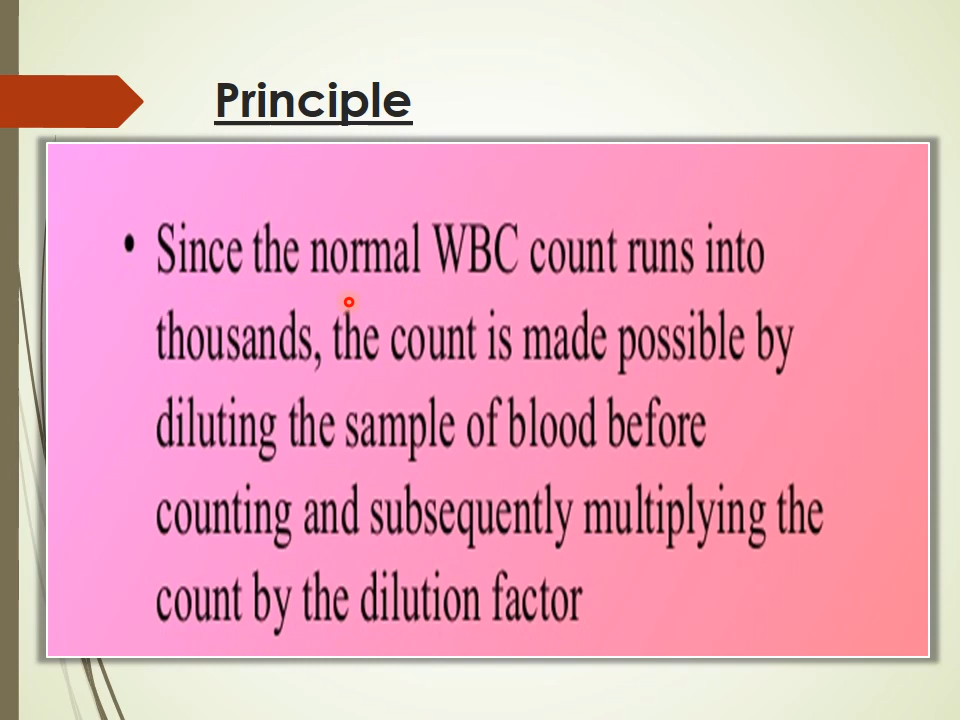 Principle
• Since the normal WBC count runs into
thousands, the count is made possible by
diluting the sample of blood before
counting and subsequently multiplying the
count by the dilution factor